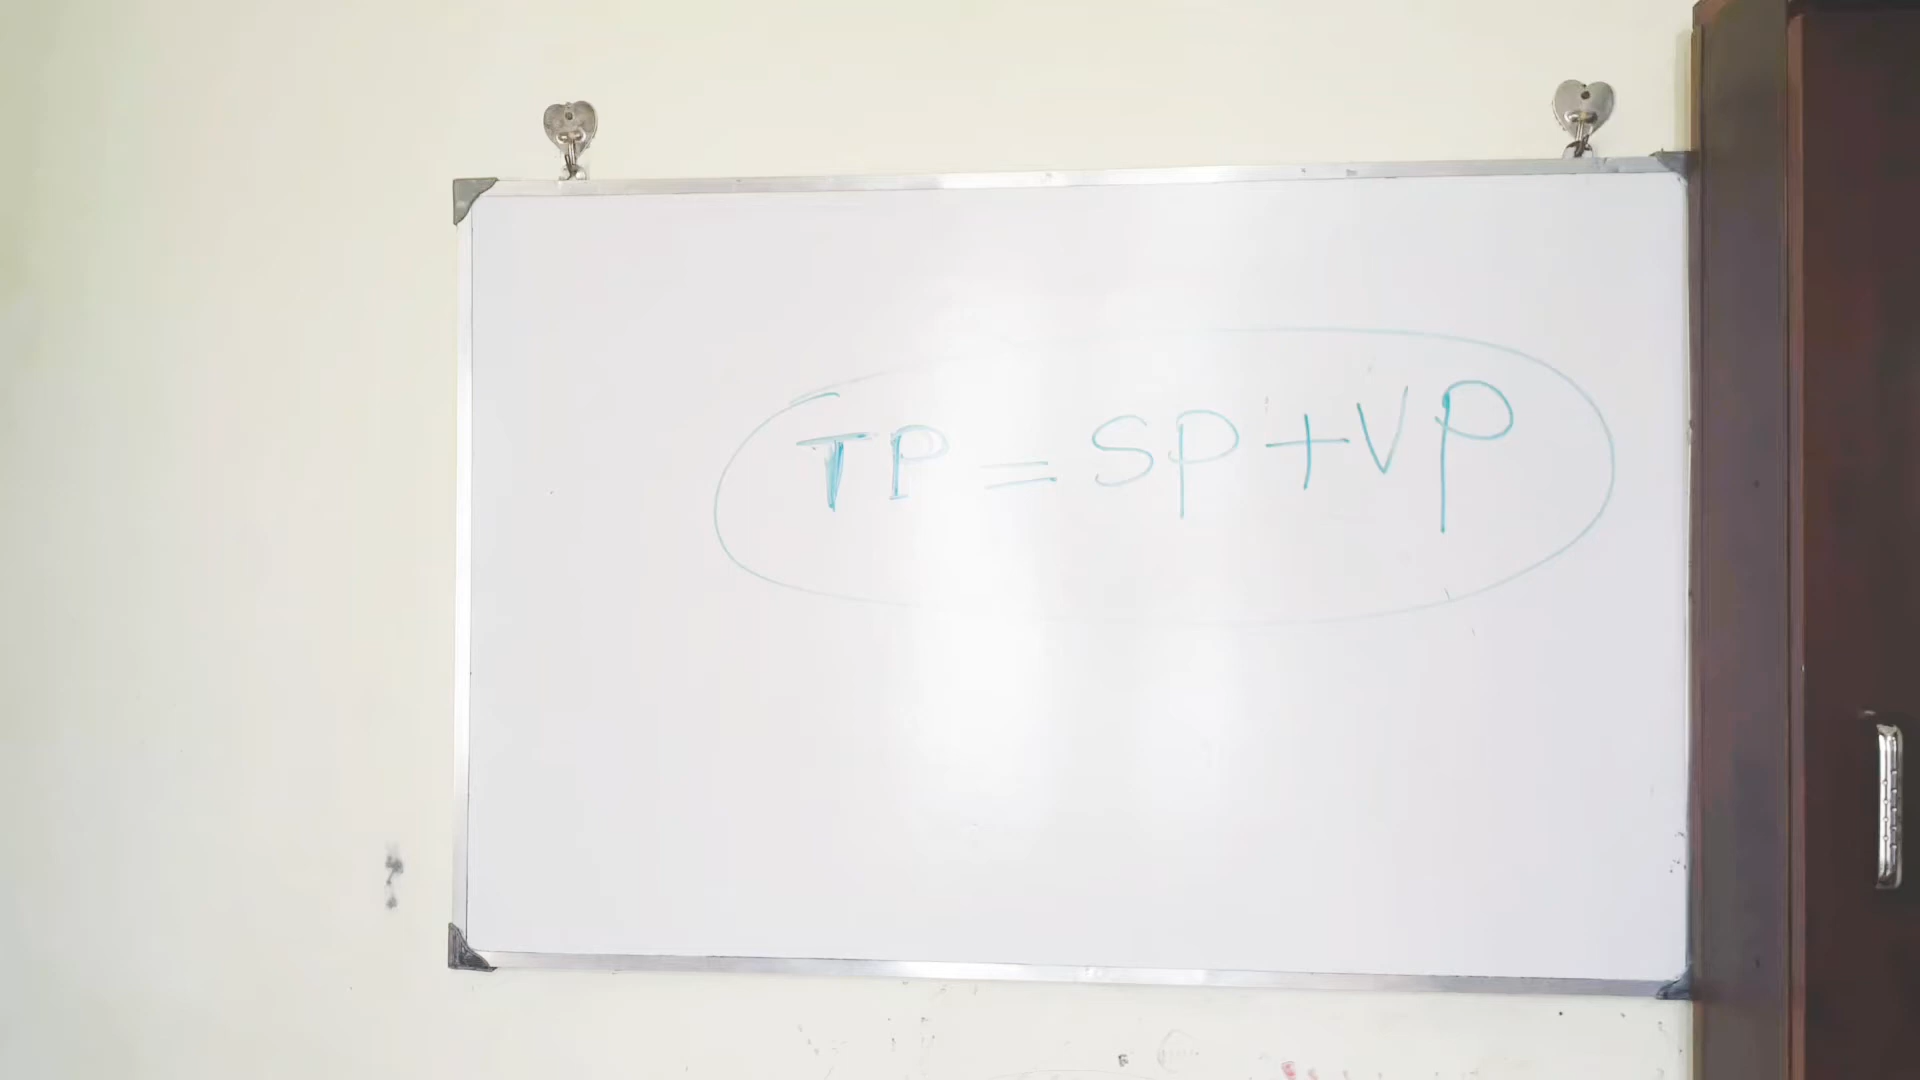 TP = SP + VP